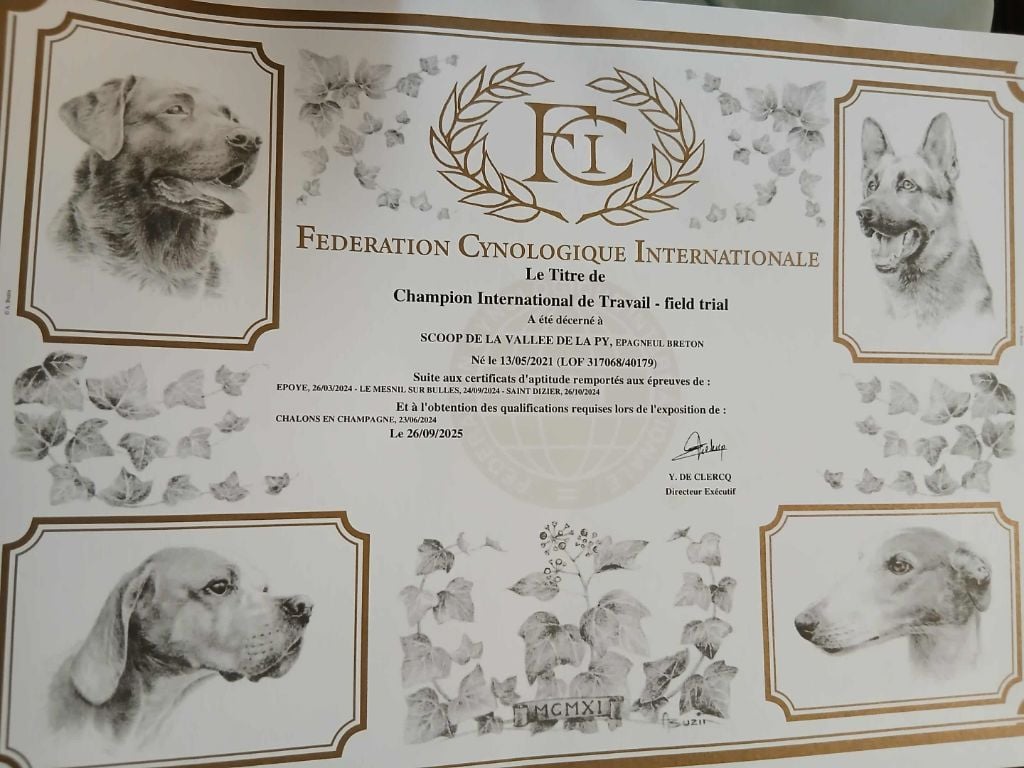 FCI
FEDERATION CYNOLOGIQUE INTERNATIONALE
Le Titre de
Champion International de Travail - field trial
A été décerné à
SCOOP DE LA VALLEE DE LA PY, EPAGNEUL BRETON
Né le 13/05/2021 (LOF 317068/40179)
Suite aux certificats d'aptitude remportés aux épreuves de :
EPOYE, 26/03/2024 - LE MESNIL SUR BULLES, 24/09/2024 - SAINT DIZIER, 26/10/2024
Et à l'obtention des qualifications requises lors de l'exposition de :
CHALONS EN CHAMPAGNE, 23/06/2024
Le 26/09/2025
Y. DE CLERCQ
Directeur Exécutif
MCMXI